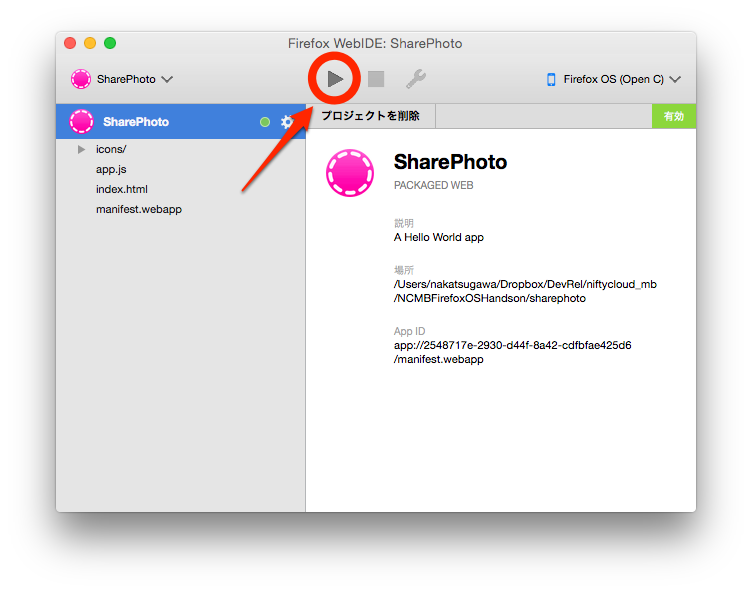 Firefox WebIDE: SharePhoto
SharePhoto
Firefox OS (Open C)
SharePhoto
プロジェクトを削除
有効
icons/
app.js
index.html
manifest.webapp
SharePhoto
PACKAGED WEB
説明
A Hello World app
場所
/Users/nakatsugawa/Dropbox/DevRel/niftycloud_mb
/NCMBFirefoxOSHandson/sharephoto
App ID
app://2548717e-2930-d44f-8a42-cdfbfae425d6
/manifest.webapp